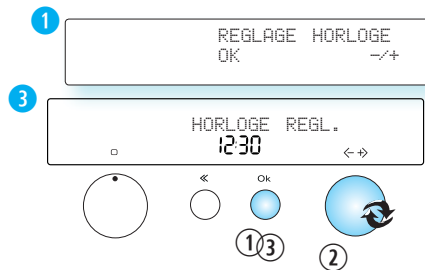 1
REGLAGE HORLOGE
OK -/+
3
HORLOGE REGL.
12:30
Ok
1 3
2